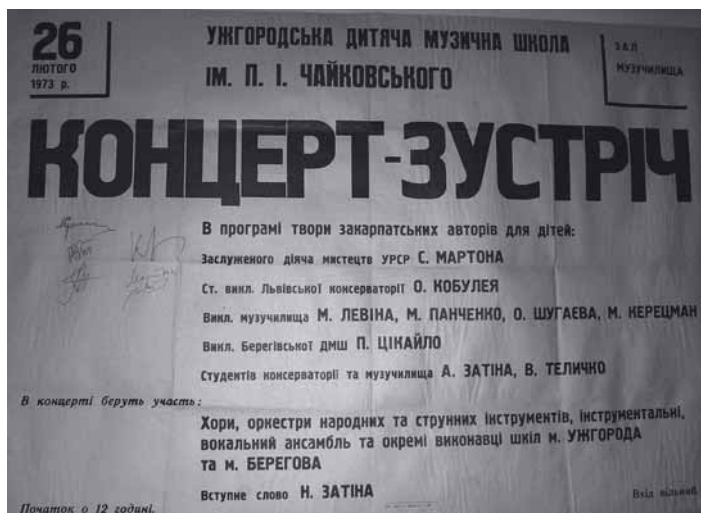 26
ЛЮТОГО
1973 р.
УЖГОРОДСЬКА ДИТЯЧА МУЗИЧНА ШКОЛА
ІМ. П. І. ЧАЙКОВСЬКОГО
ЗАЛ
МУЗУЧИЛИЩА
КОНЦЕРТ-ЗУСТРІЧ
В програмі твори закарпатських авторів для дітей:
Заслуженого діяча мистецтв УРСР С. МАРТОНА
Ст. викл. Львівської консерваторії О. КОБУЛЕЯ
Викл. музучилища М. ЛЕВІНА, М. ПАНЧЕНКО, О. ШУГАЄВА, М. КЕРЕЦМАН
Викл. Берегівської ДМШ П. ЦІКАЙЛО
Студентів консерваторії та музучилища А. ЗАТІНА, В. ТЕЛИЧКО
В концерті беруть участь:
Хори, оркестри народних та струнних інструментів, інструментальні,
вокальний ансамбль та окремі виконавці шкіл м. УЖГОРОДА
та м. БЕРЕГОВА
Вступне слово Н. ЗАТІНА
Початок о 12 годині.
Вхід вільний